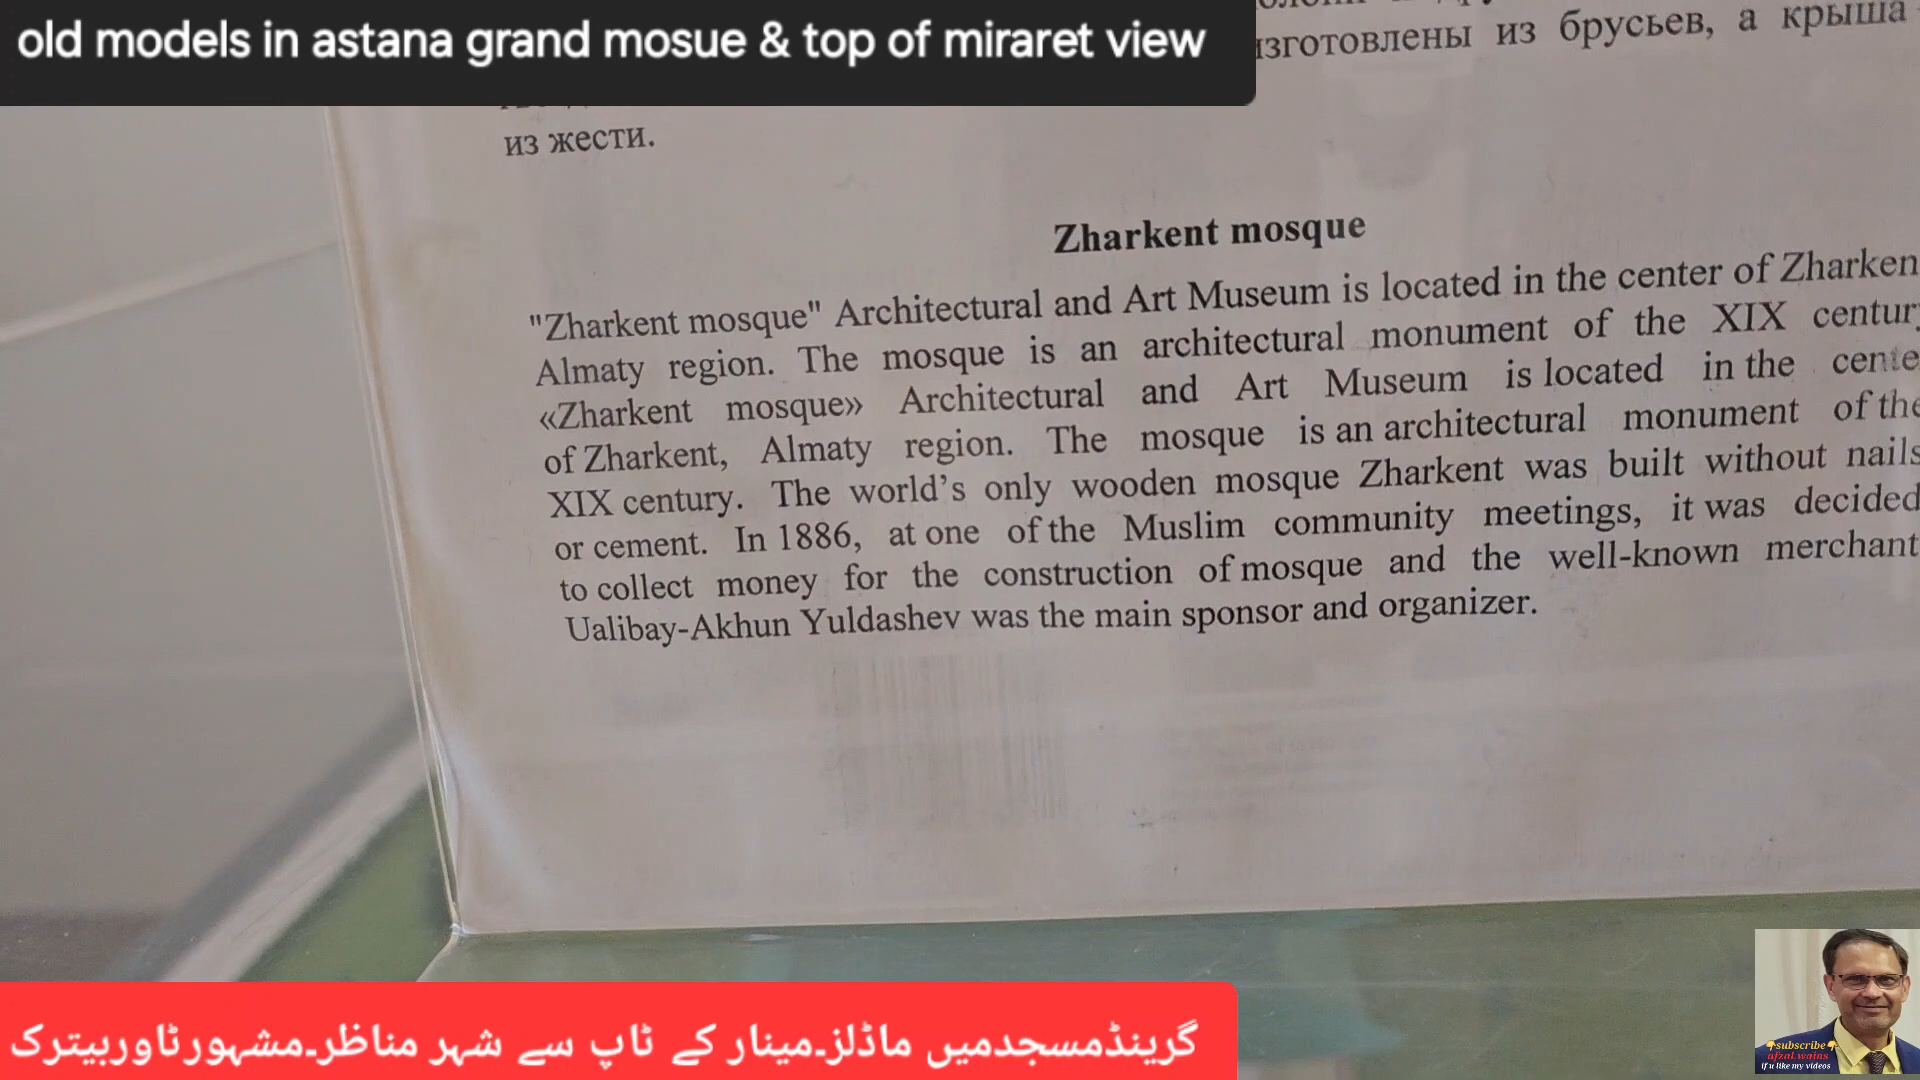 old models in astana grand mosue & top of miraret view
изготовлены из брусьев, а крыша
из жести.
Zharkent mosque
"Zharkent mosque" Architectural and Art Museum is located in the center of Zharken
Almaty region. The mosque is an architectural monument of the XIX century
«Zharkent mosque» Architectural and Art Museum is located in the cente
of Zharkent, Almaty region. The mosque is an architectural monument of the
XIX century. The world’s only wooden mosque Zharkent was built without nails
or cement. In 1886, at one of the Muslim community meetings, it was decided
to collect money for the construction of mosque and the well-known merchant
Ualibay-Akhun Yuldashev was the main sponsor and organizer.
گرینڈمسجدمیں ماڈلز۔مینار کے ٹاپ سے شہر مناظر۔مشہورٹاوربیترک
subscribe
afzal.wains
if u like my videos